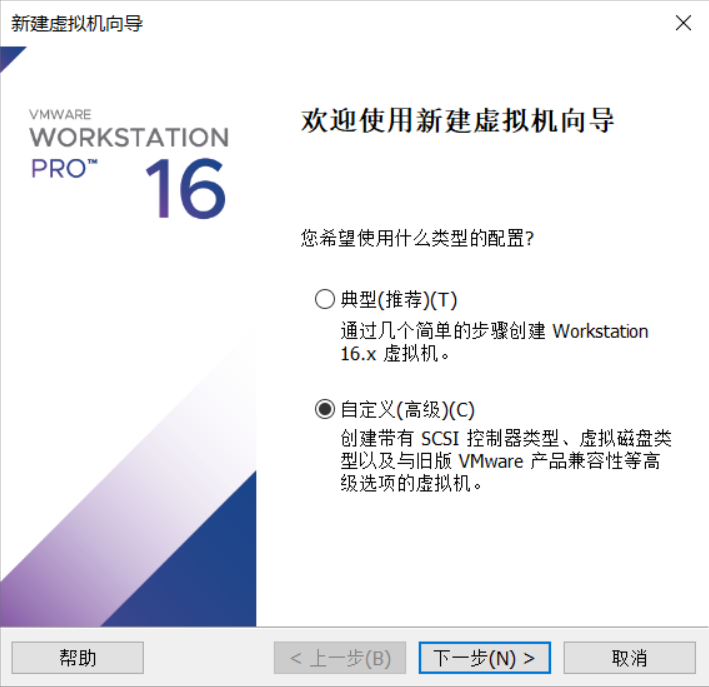 新建虚拟机向导
VMWARE
WORKSTATION
PRO™
16
欢迎使用新建虚拟机向导
您希望使用什么类型的配置?
典型(推荐)(T)
通过几个简单的步骤创建 Workstation
16.x 虚拟机。
自定义(高级)(C)
创建带有 SCSI 控制器类型、虚拟磁盘类
型以及与旧版 VMware 产品兼容性等高
级选项的虚拟机。
帮助
< 上一步(B)
下一步(N) >
取消